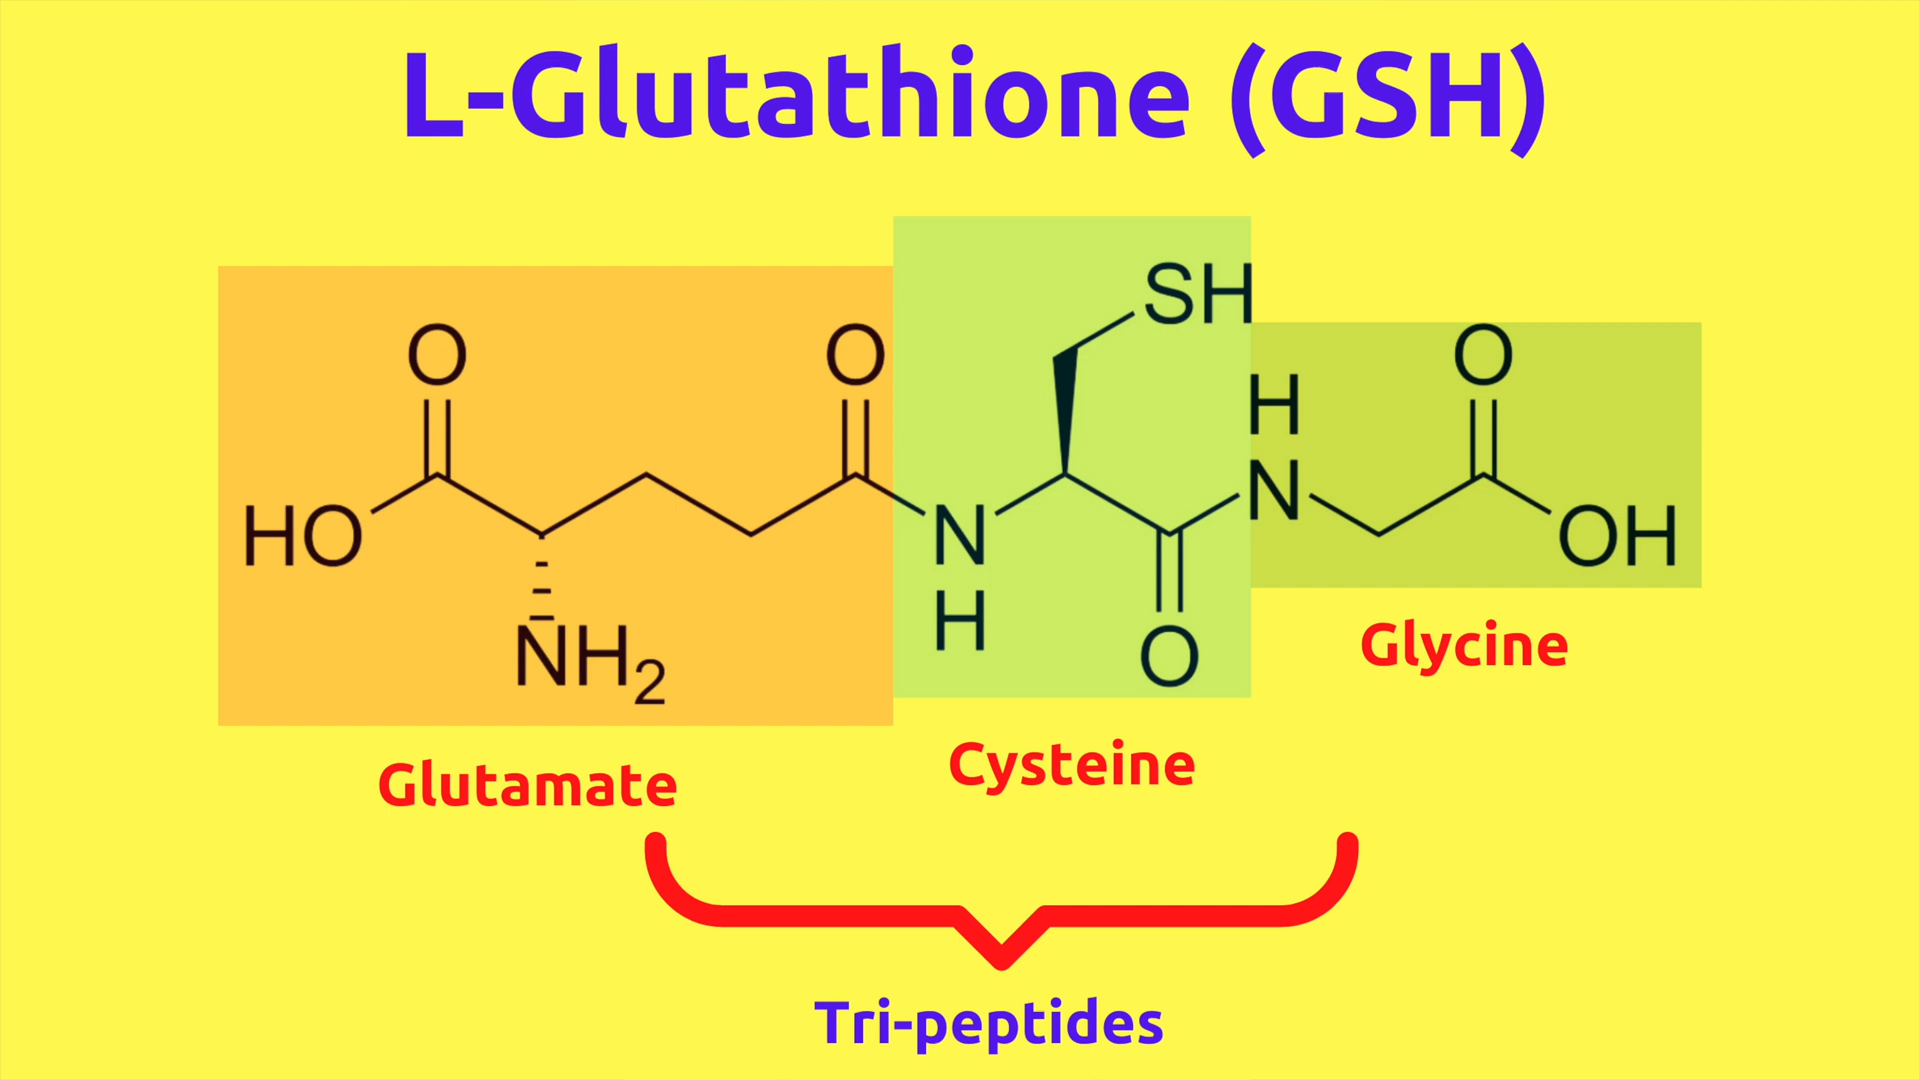 L-Glutathione (GSH)
SH
O
O
H
O
HO
N
N
OH
H
NH2
O
Glycine
Cysteine
Glutamate
Tri-peptides